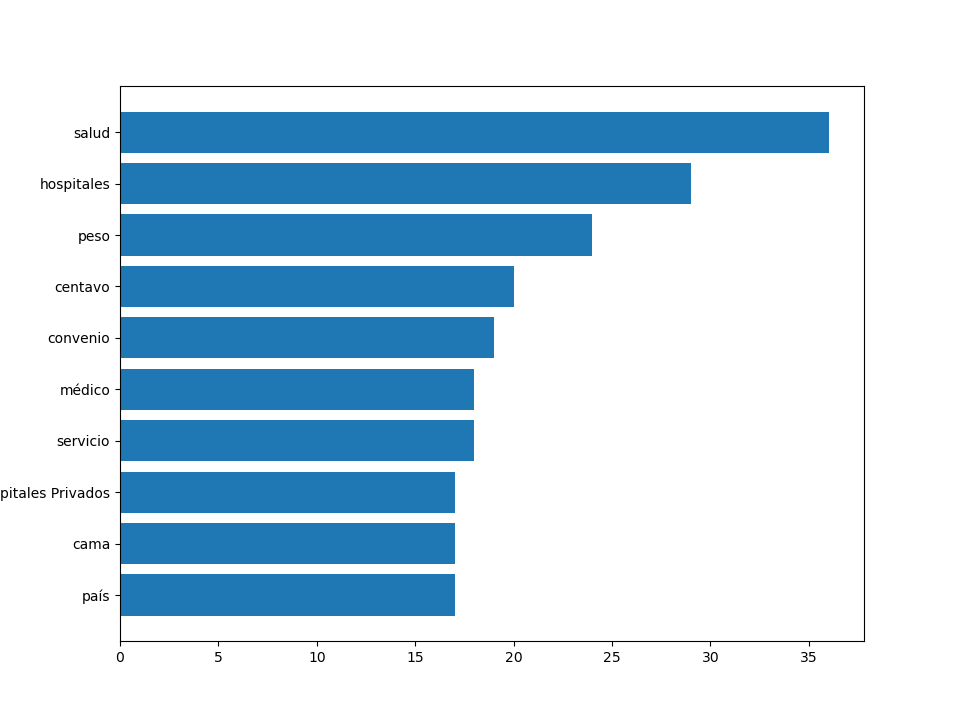 salud
hospitales
peso
centavo
convenio
médico
servicio
pitales Privados
cama
país
0 5 10 15 20 25 30 35